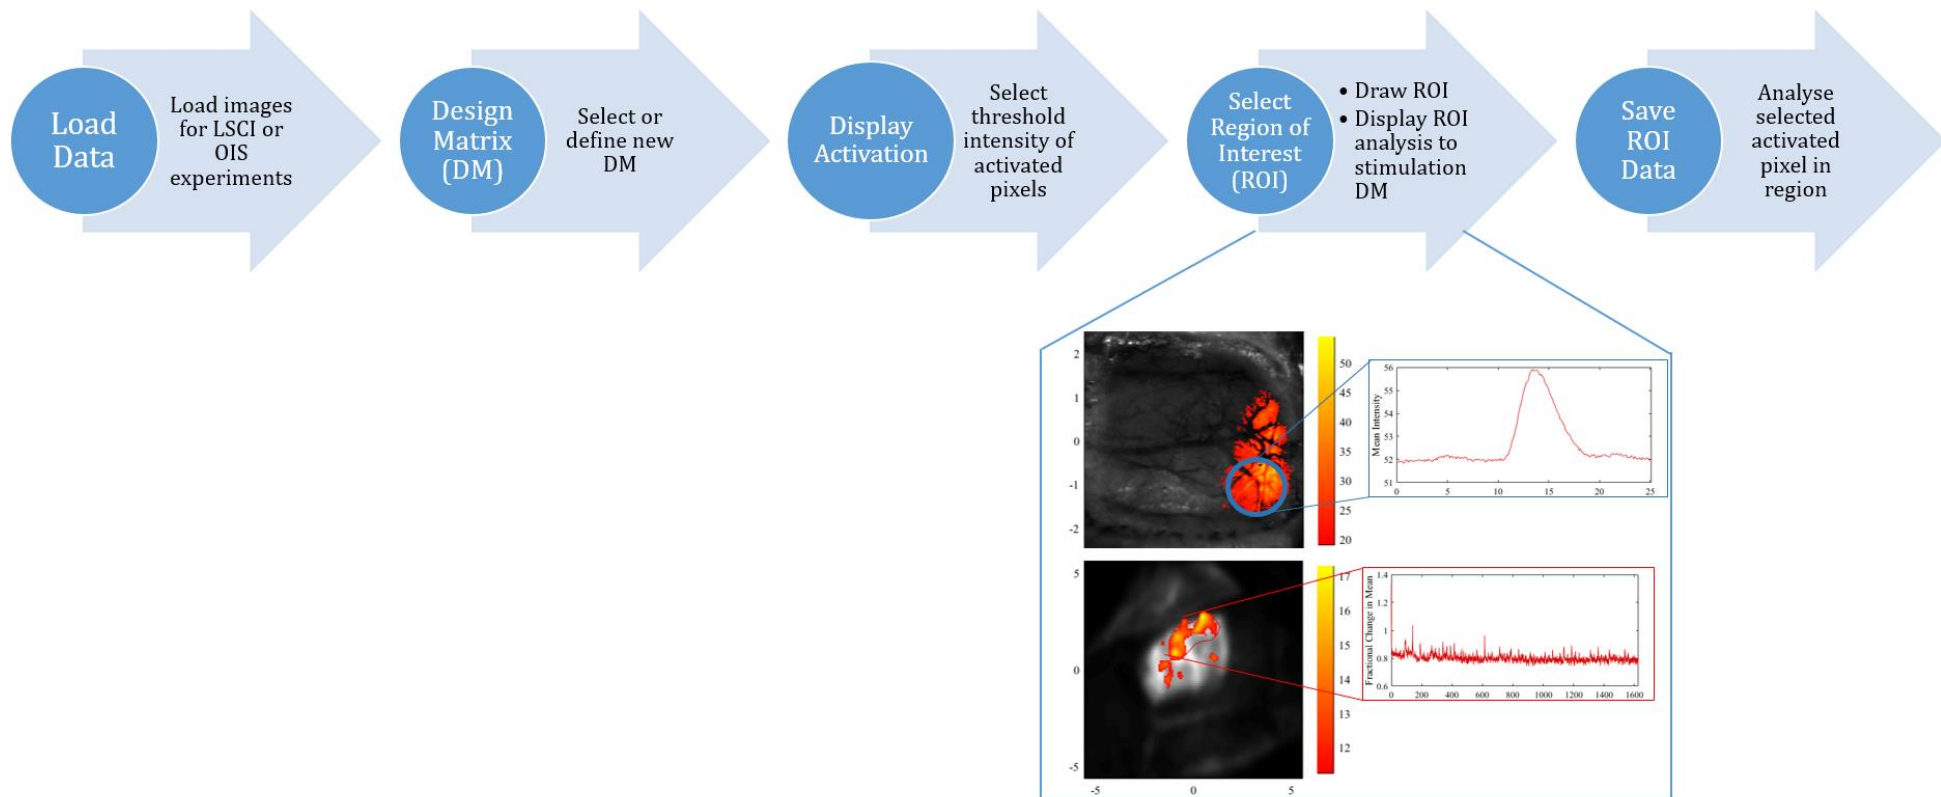 Load
Data
Load images
for LSCI or
OIS
experiments
Design
Matrix
(DM)
Select or
define new
DM
Display
Activation
Select
threshold
intensity of
activated
pixels
Select
Region of
Interest
(ROI)
• Draw ROI
• Display ROI
analysis to
stimulation
DM
Save
ROI
Data
Analyse
selected
activated
pixel in
region
2
1
0
-1
-2
50
45
40
35
30
25
20
Mean Intensity
56
55
54
53
52
51
0 5 10 15 20 25
5
0
-5
-5 0 5
17
16
15
14
13
12
Fractional Change in Mean
1.4
1.2
1
0.8
0.6
0 200 400 600 800 1000 1200 1400 1600